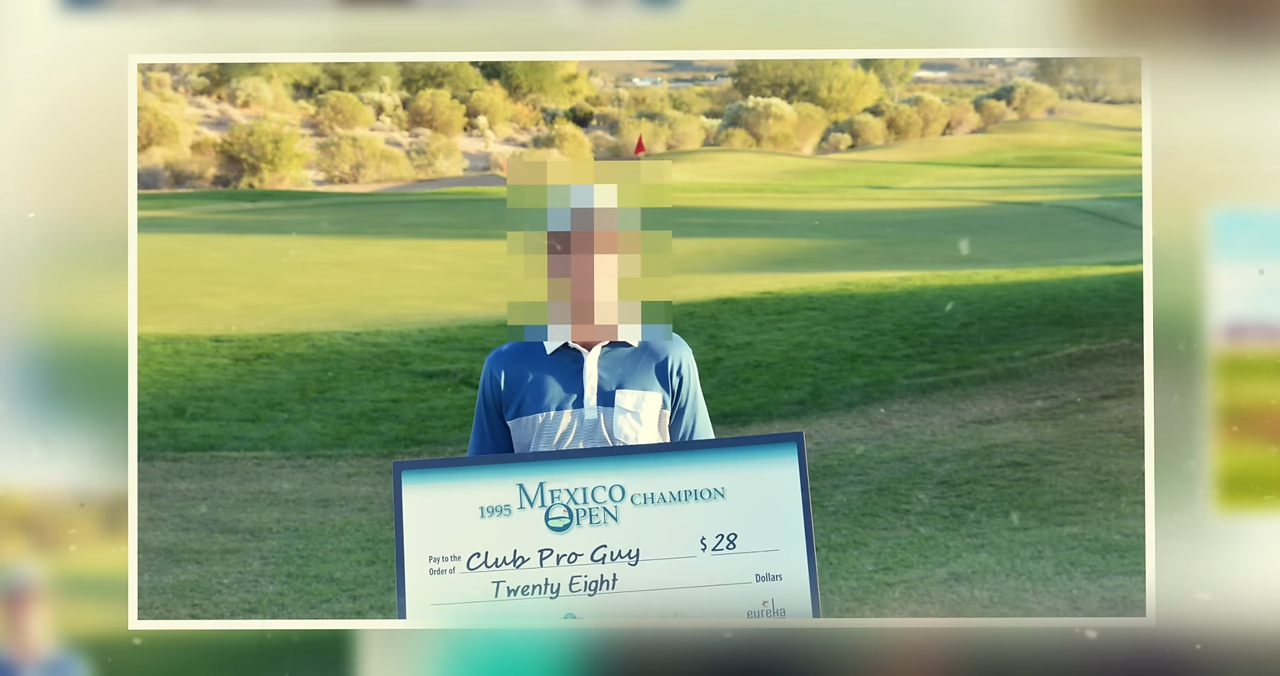 1995 MEXICO OPEN CHAMPION
Pay to the Order of Club Pro Guy $ 28
Twenty Eight Dollars
eureka